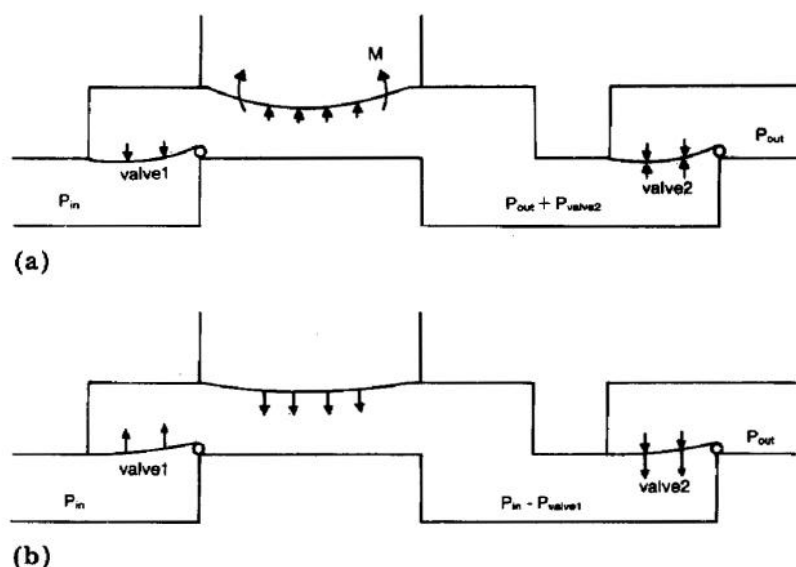 M
P_out
valve1
valve2
P_in
P_out + P_valve2
(a)
P_out
valve1
valve2
P_in
P_in - P_valve1
(b)